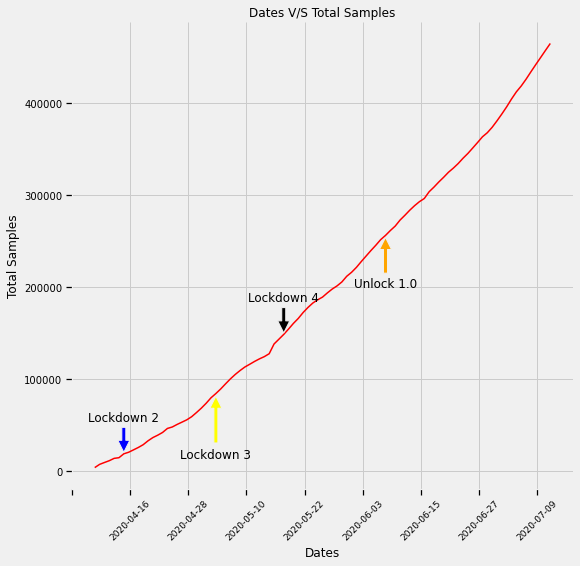 Dates V/S Total Samples
Total Samples
400000
300000
200000
100000
0
Lockdown 2
Lockdown 3
Lockdown 4
Unlock 1.0
2020-04-16
2020-04-28
2020-05-10
2020-05-22
2020-06-03
2020-06-15
2020-06-27
2020-07-09
Dates